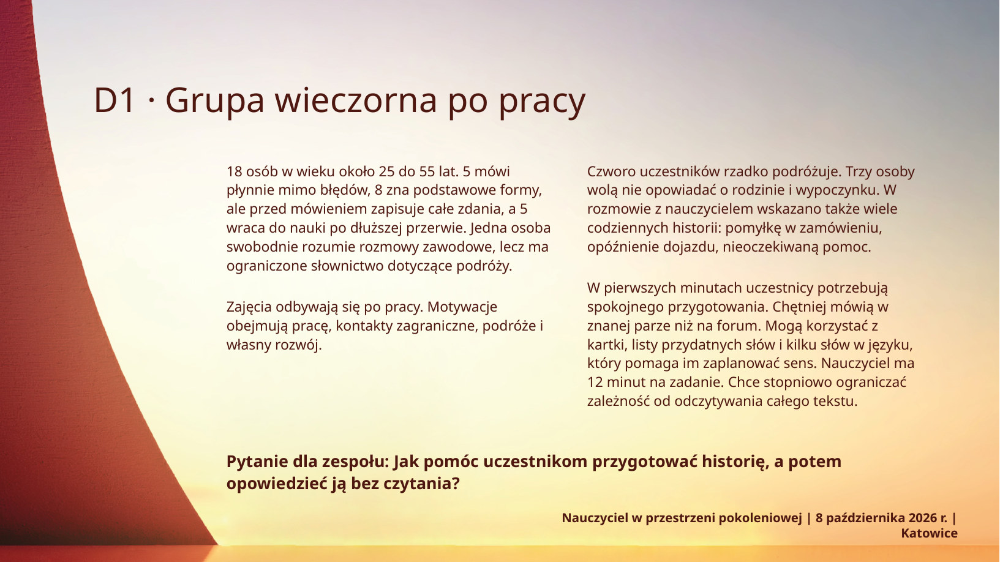 D1 · Grupa wieczorna po pracy
18 osób w wieku około 25 do 55 lat. 5 mówi
płynnie mimo błędów, 8 zna podstawowe formy,
ale przed mówieniem zapisuje całe zdania, a 5
wraca do nauki po dłuższej przerwie. Jedna osoba
swobodnie rozumie rozmowy zawodowe, lecz ma
ograniczone słownictwo dotyczące podróży.
Zajęcia odbywają się po pracy. Motywacje
obejmują pracę, kontakty zagraniczne, podróże i
własny rozwój.
Czworo uczestników rzadko podróżuje. Trzy osoby
wolą nie opowiadać o rodzinie i wypoczynku. W
rozmowie z nauczycielem wskazano także wiele
codziennych historii: pomyłkę w zamówieniu,
opóźnienie dojazdu, nieoczekiwaną pomoc.
W pierwszych minutach uczestnicy potrzebują
spokojnego przygotowania. Chętniej mówią w
znanej parze niż na forum. Mogą korzystać z
kartki, listy przydatnych słów i kilku słów w języku,
który pomaga im zaplanować sens. Nauczyciel ma
12 minut na zadanie. Chce stopniowo ograniczać
zależność od odczytywania całego tekstu.
Pytanie dla zespołu: Jak pomóc uczestnikom przygotować historię, a potem
opowiedzieć ją bez czytania?
Nauczyciel w przestrzeni pokoleniowej | 8 października 2026 r. |
Katowice